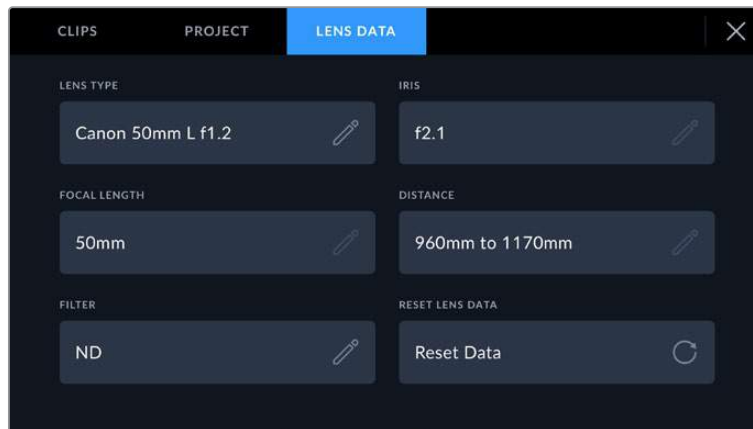 CLIPS PROJECT LENS DATA
LENS TYPE IRIS
Canon 50mm L f1.2 f2.1
FOCAL LENGTH DISTANCE
50mm 960mm to 1170mm
FILTER RESET LENS DATA
ND Reset Data